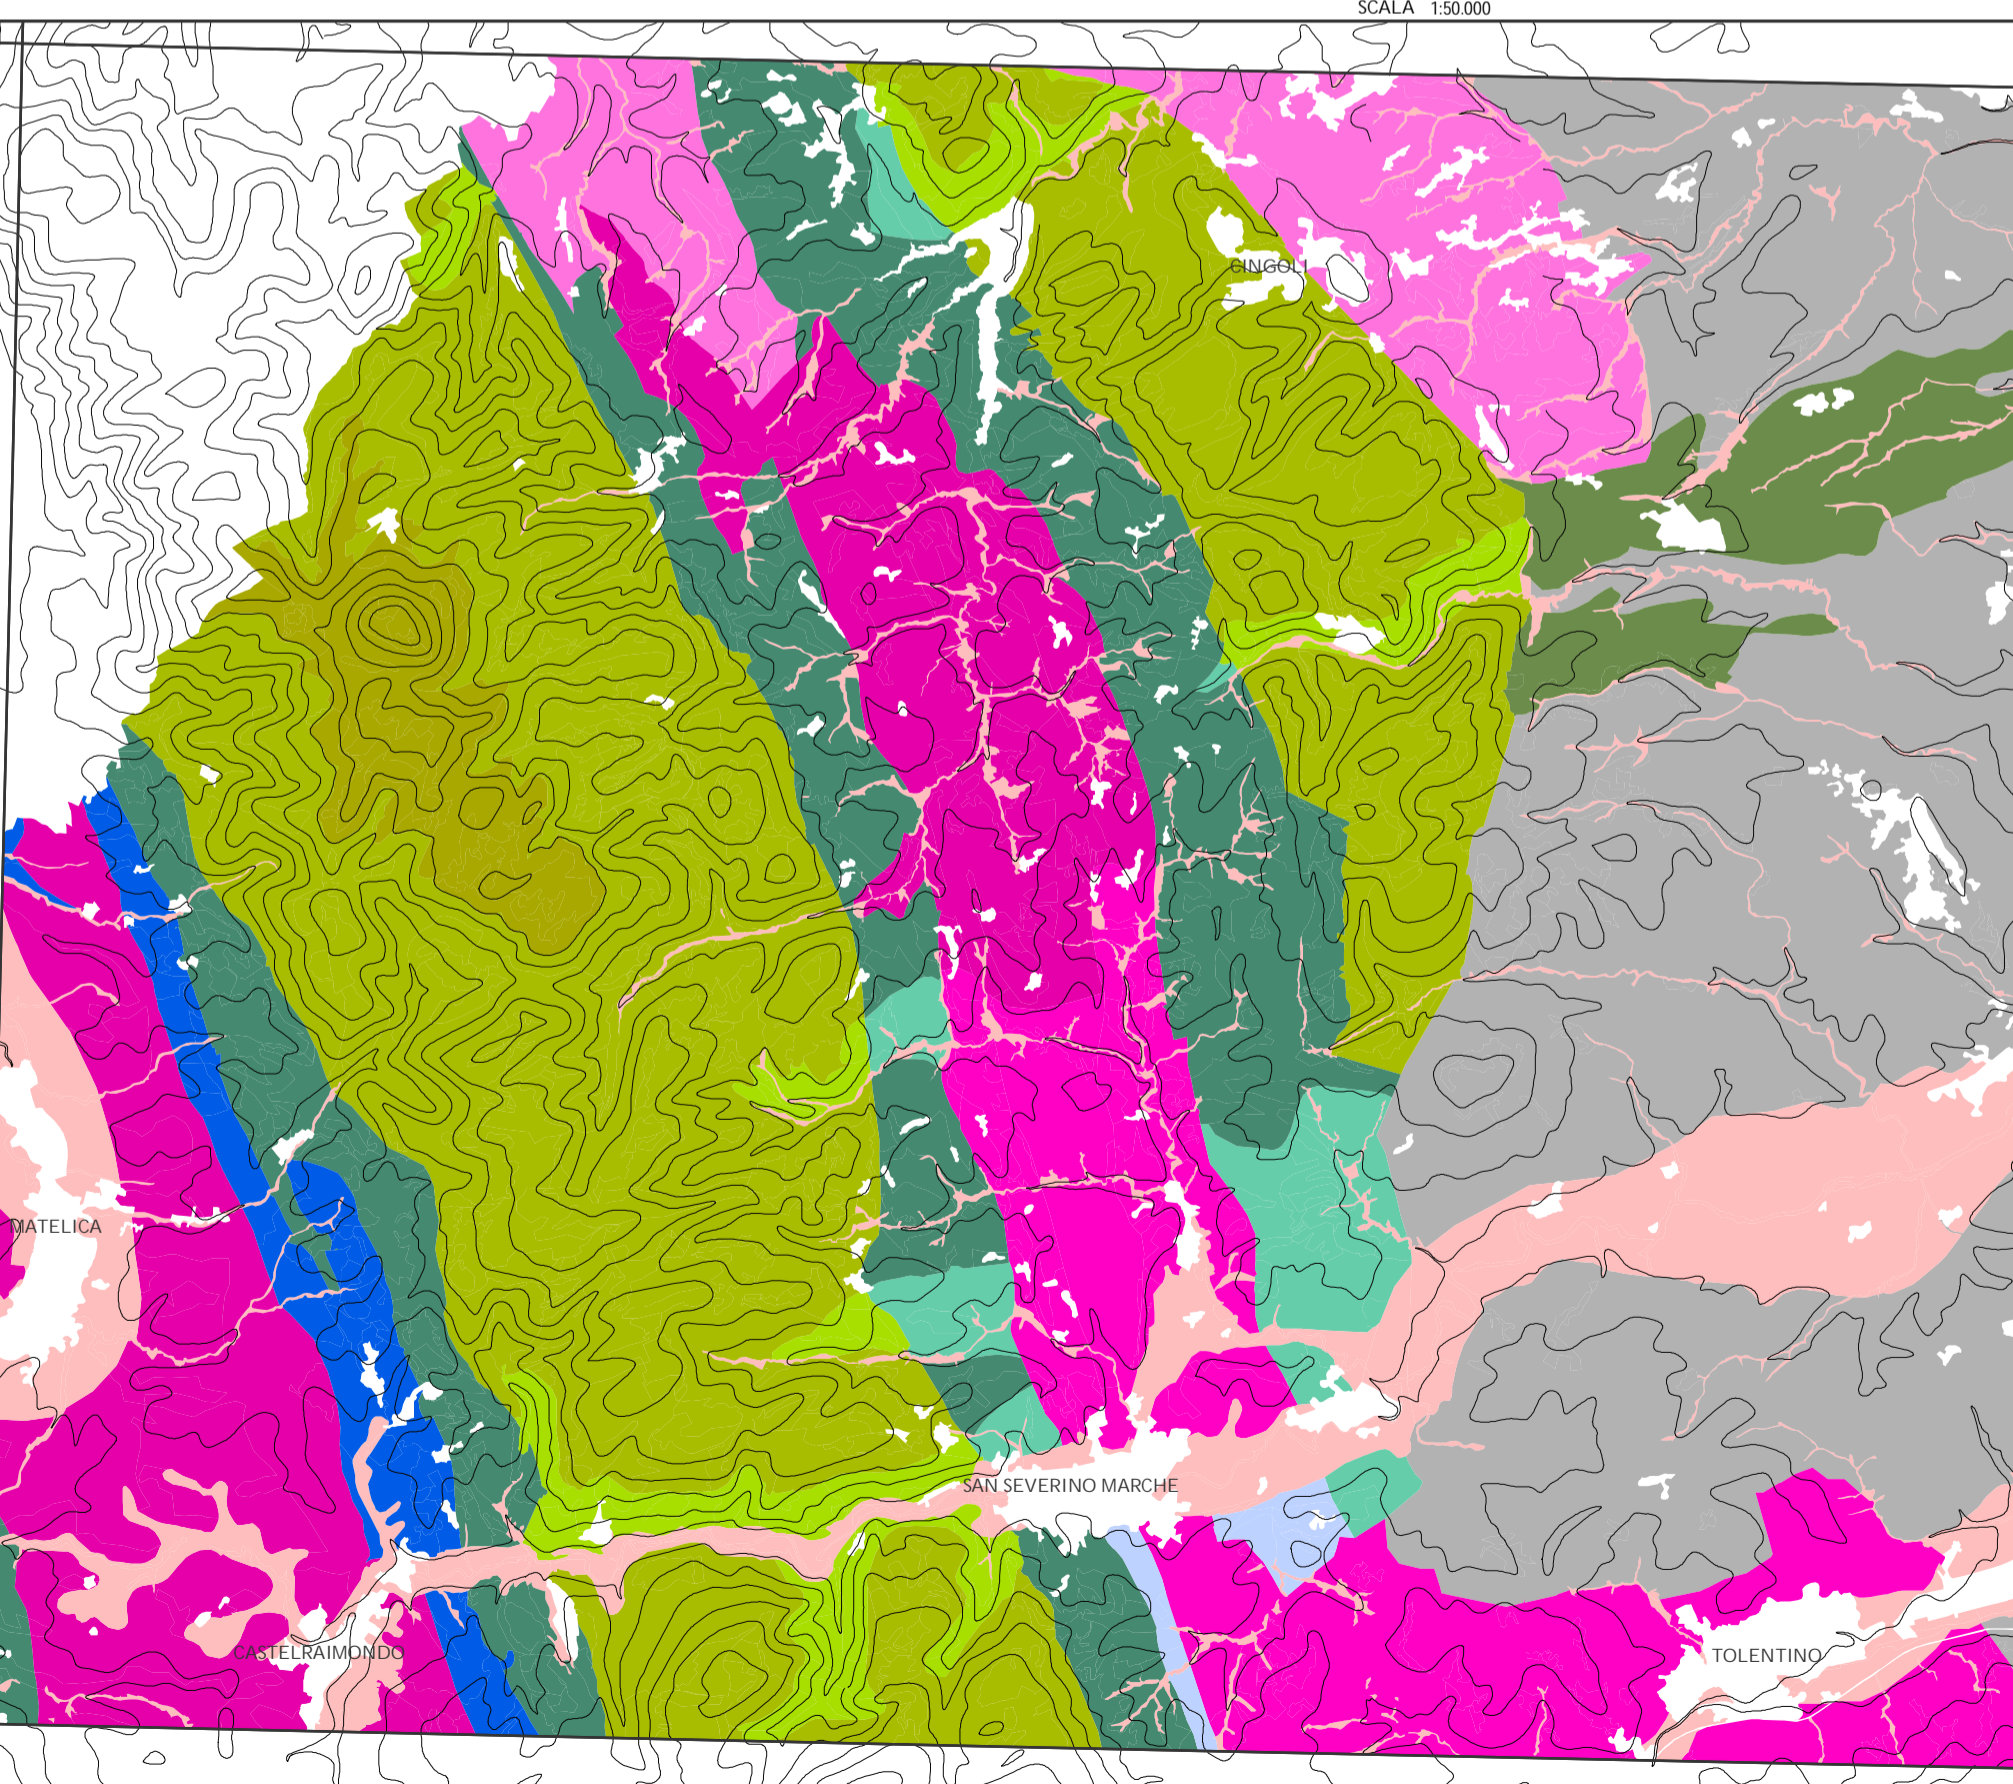 SCALA 1:50.000
CINGOLI
MATELICA
SAN SEVERINO MARCHE
CASTELRAIMONDO
TOLENTINO